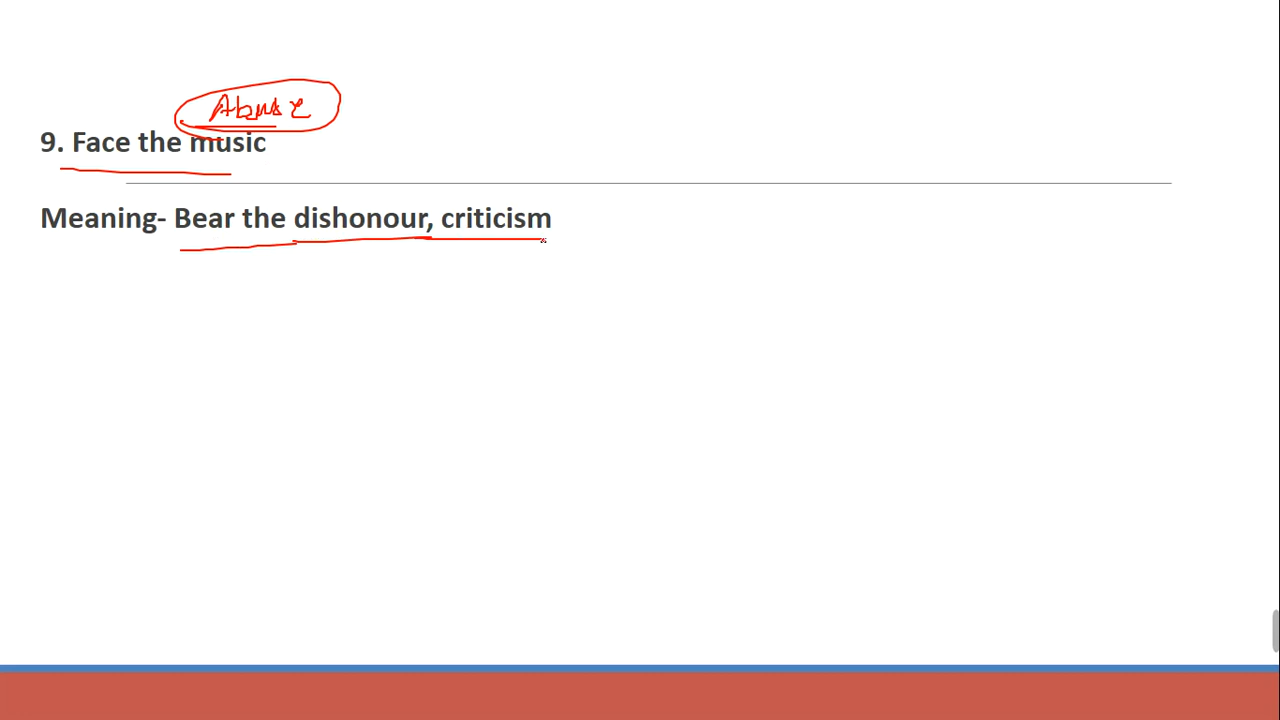 Abuse
9. Face the music
Meaning- Bear the dishonour, criticism